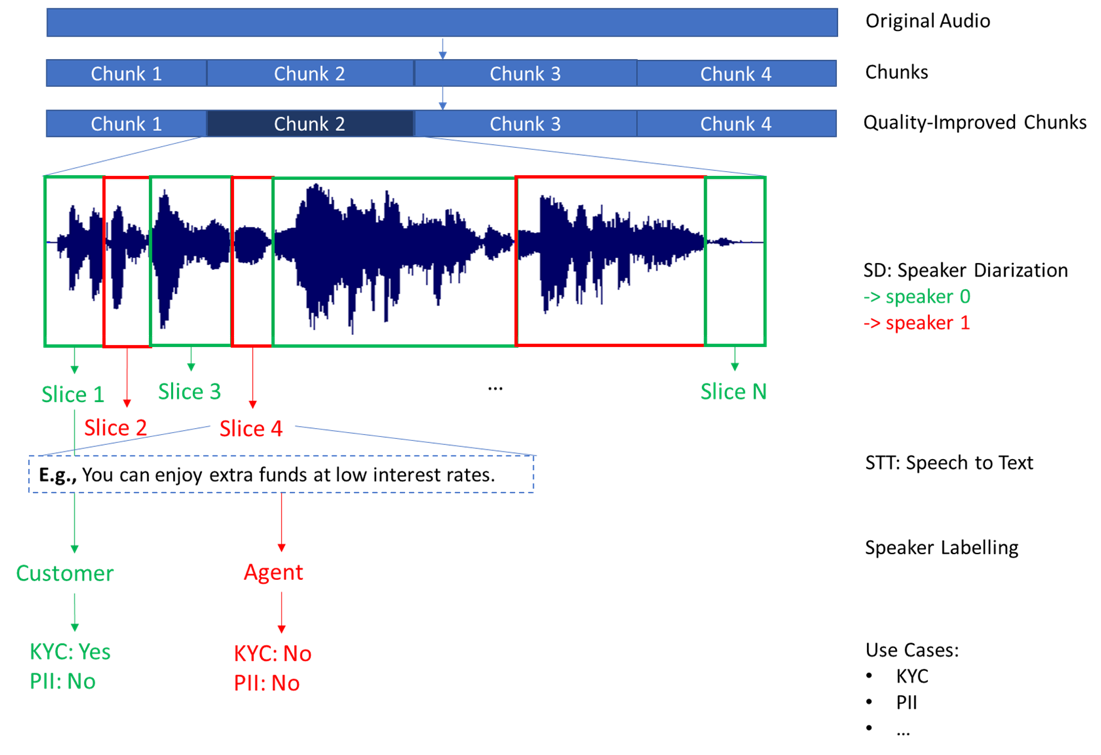 Original Audio
Chunk 1 Chunk 2 Chunk 3 Chunk 4
Chunks
Chunk 1 Chunk 2 Chunk 3 Chunk 4
Quality-Improved Chunks
SD: Speaker Diarization
-> speaker 0
-> speaker 1
Slice 1
Slice 2
Slice 3
Slice 4
...
Slice N
E.g., You can enjoy extra funds at low interest rates.
STT: Speech to Text
Speaker Labelling
Customer
Agent
KYC: Yes
PII: No
KYC: No
PII: No
Use Cases:
• KYC
• PII
• ...